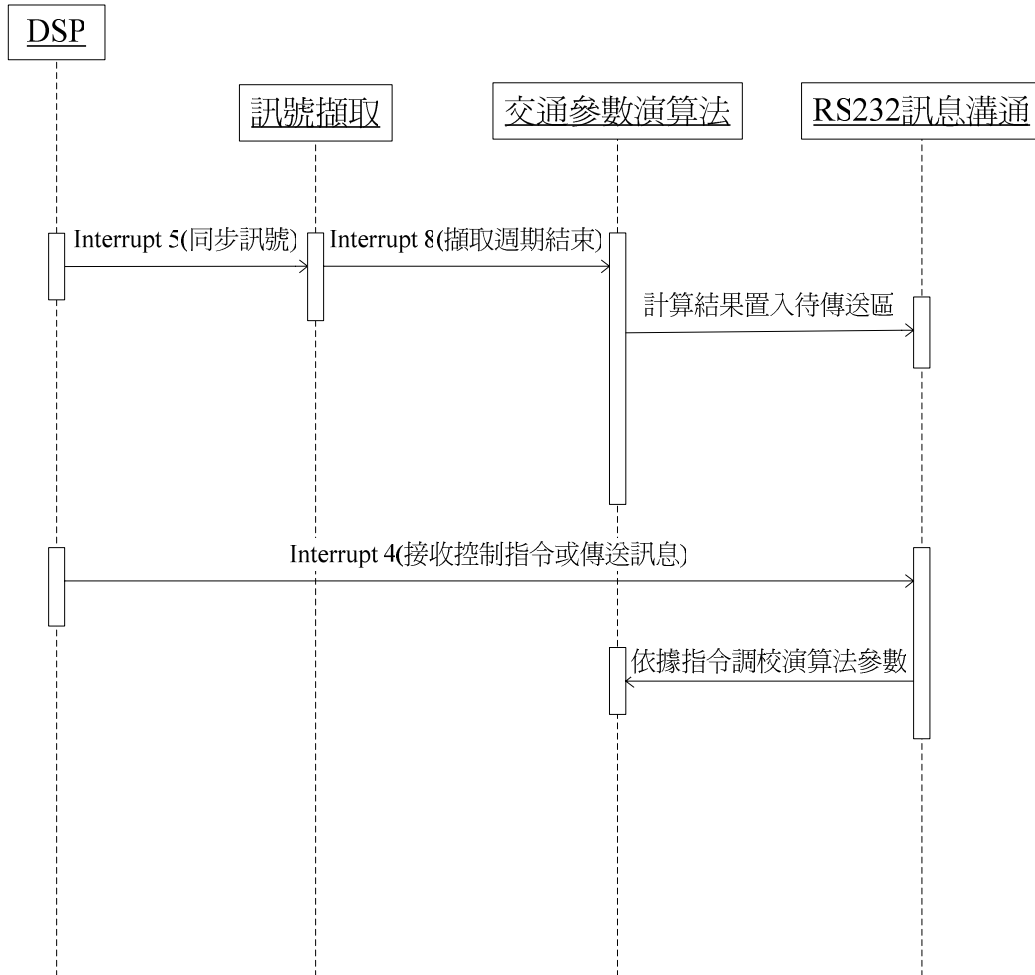 DSP
訊號擷取
交通參數演算法
RS232訊息溝通
Interrupt 5(同步訊號)
Interrupt 8(擷取週期結束)
計算結果置入待傳送區
Interrupt 4(接收控制指令或傳送訊息)
依據指令調校演算法參數